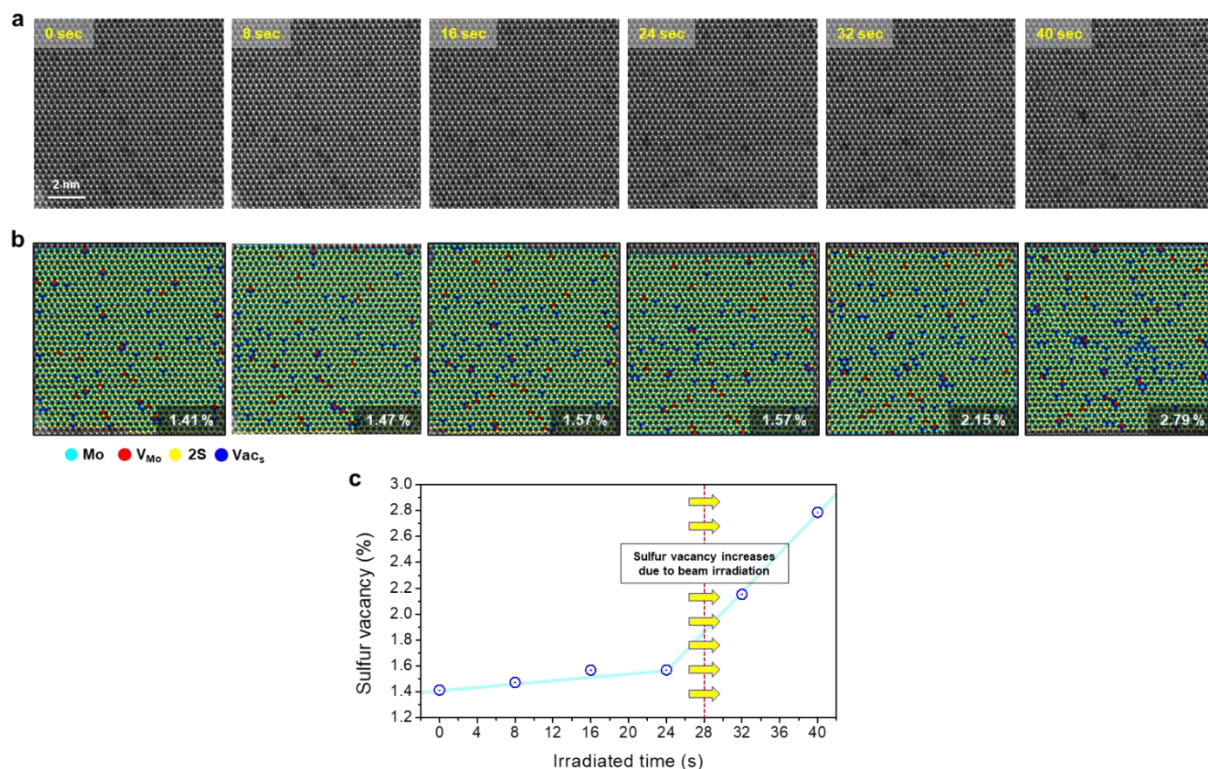 a
0 sec 8 sec 16 sec 24 sec 32 sec 40 sec
2 nm
b
1.41 % 1.47 % 1.57 % 1.57 % 2.15 % 2.79 %
Mo V_Mo 2S Vac_s
c
3.0
2.8
2.6
2.4
2.2
2.0
1.8
1.6
1.4
1.2
Sulfur vacancy (%)
Sulfur vacancy increases
due to beam irradiation
0 4 8 12 16 20 24 28 32 36 40
Irradiated time (s)